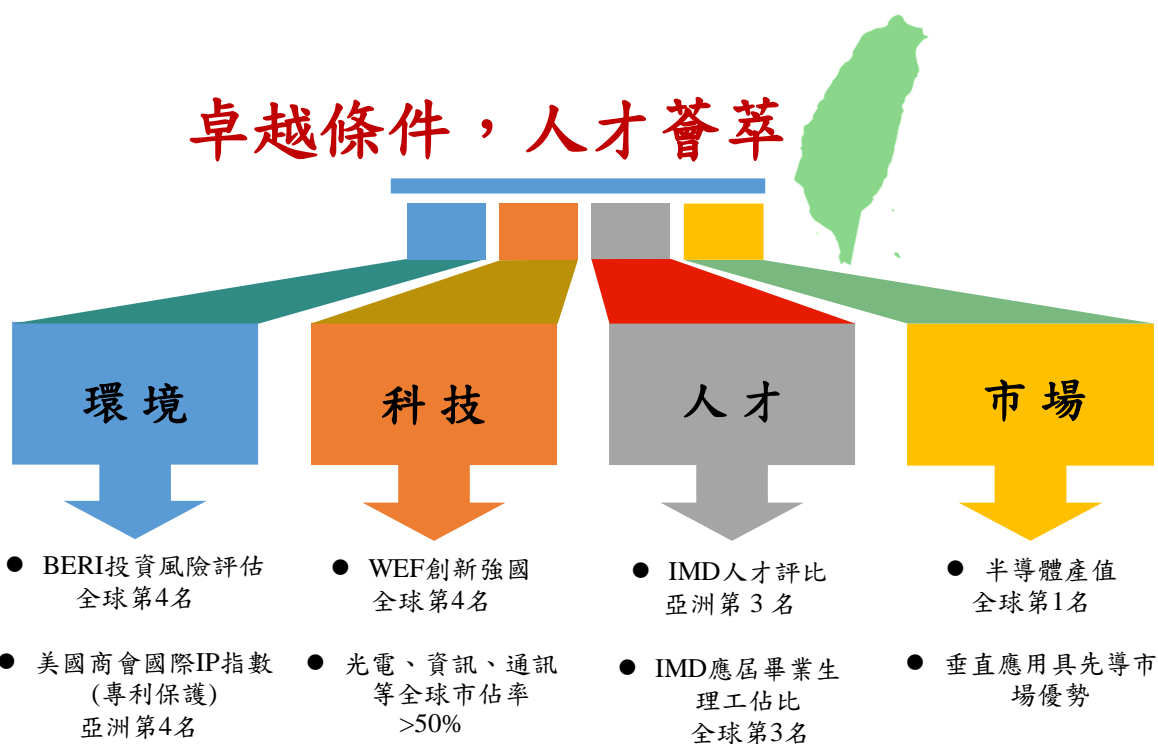 卓越條件，人才薈萃
環境
科技
人才
市場
● BERI投資風險評估
全球第4名
● 美國商會國際IP指數
(專利保護)
亞洲第4名
● WEF創新強國
全球第4名
● 光電、資訊、通訊
等全球市佔率
>50%
● IMD人才評比
亞洲第 3 名
● IMD應屆畢業生
理工佔比
全球第3名
● 半導體產值
全球第1名
● 垂直應用具先導市
場優勢